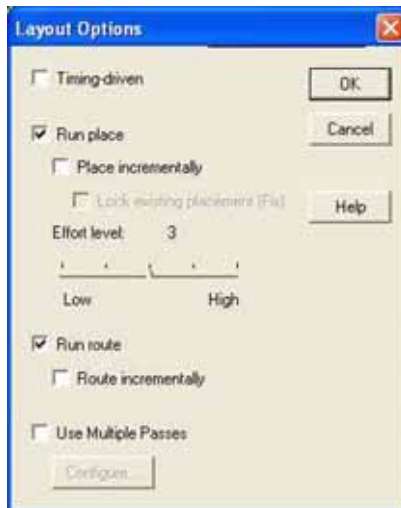 Layout Options
Timing-driven
OK
Run place
Cancel
Place incrementally
Lock existing placement (Fix)
Help
Effort level: 3
Low High
Run route
Route incrementally
Use Multiple Passes
Configure...